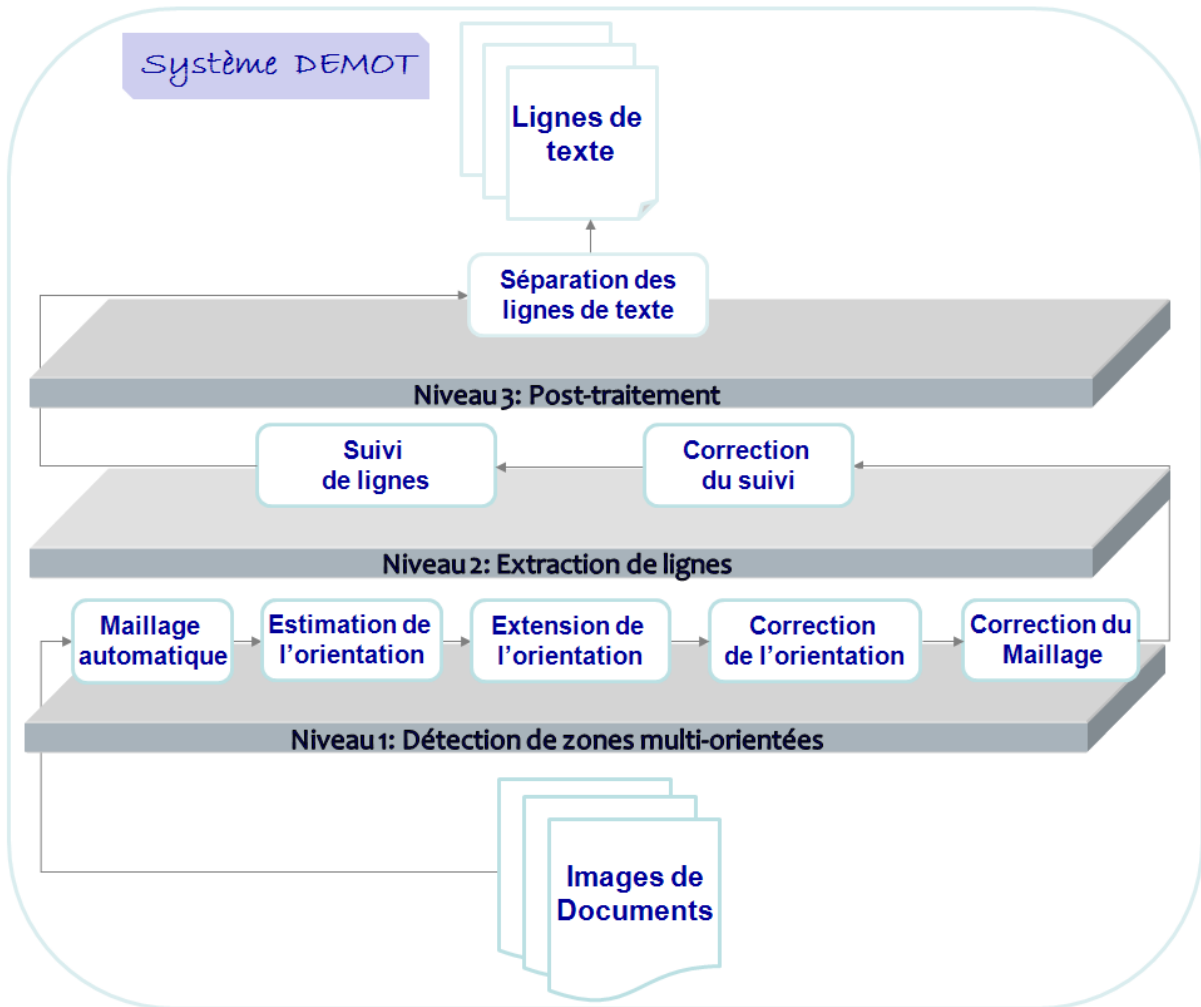 Système DEMOT
Lignes de
texte
Séparation des
lignes de texte
Niveau 3: Post-traitement
Suivi
de lignes
Correction
du suivi
Niveau 2: Extraction de lignes
Maillage
automatique
Estimation de
l’orientation
Extension de
l’orientation
Correction
de l’orientation
Correction du
Maillage
Niveau 1: Détection de zones multi-orientées
Images de
Documents